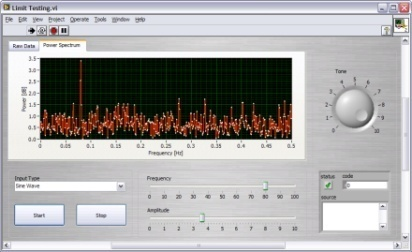 Limit Testing.vi
File Edit View Project Operate Tools Window Help
Raw Data Power Spectrum
Power [dB]
3.5
3.0
2.5
2.0
1.5
1.0
0.5
0.0
0 0.05 0.1 0.15 0.2 0.25 0.3 0.35 0.4 0.45 0.5
Frequency [Hz]
Tone
0 1 2 3 4 5 6 7 8 9 10
Input Type
Sine Wave
Frequency
0 10 20 30 40 50 60 70 80 90 100
Amplitude
0 1 2 3 4 5 6 7 8 9 10
Start Stop
status code
0
source